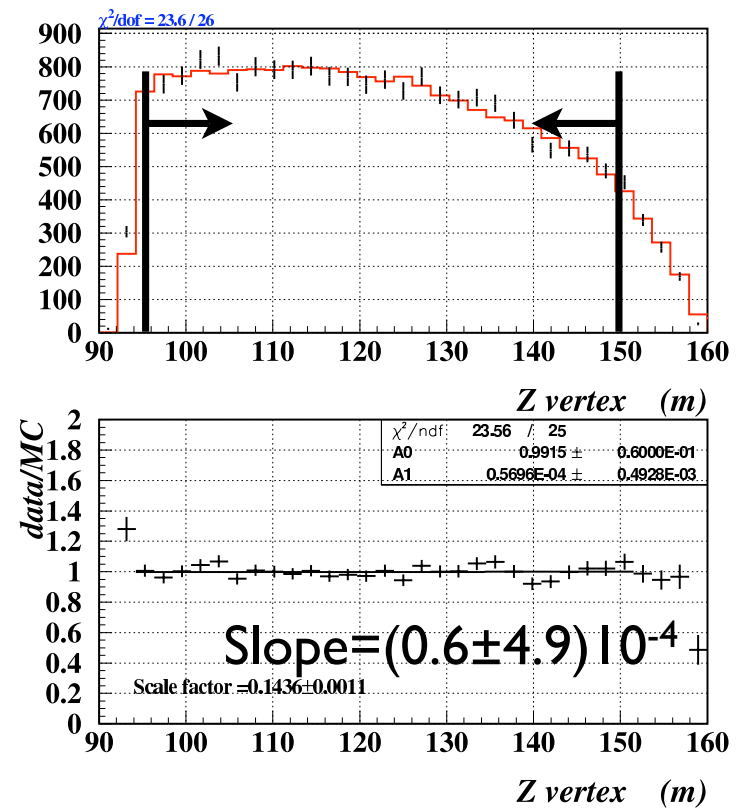 χ²/dof = 23.6 / 26
900
800
700
600
500
400
300
200
100
0
90 100 110 120 130 140 150 160
Z vertex (m)
data/MC
2
1.8
1.6
1.4
1.2
1
0.8
0.6
0.4
0.2
0
χ²/ndf 23.56 / 25
A0 0.9915 ± 0.6000E-01
A1 0.5696E-04 ± 0.4928E-03
Slope=(0.6±4.9)10⁻⁴
Scale factor =0.1436±0.0011
90 100 110 120 130 140 150 160
Z vertex (m)